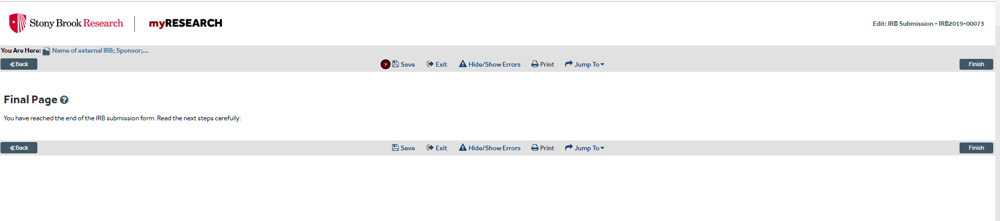 Stony Brook Research
myRESEARCH
Edit: IRB Submission - IRB2019-00073
You Are Here: Name of external IRB; Sponsor;...
Back
? Save Exit Hide/Show Errors Print Jump To
Finish
Final Page ?
You have reached the end of the IRB submission form. Read the next steps carefully:
Back
Save Exit Hide/Show Errors Print Jump To
Finish